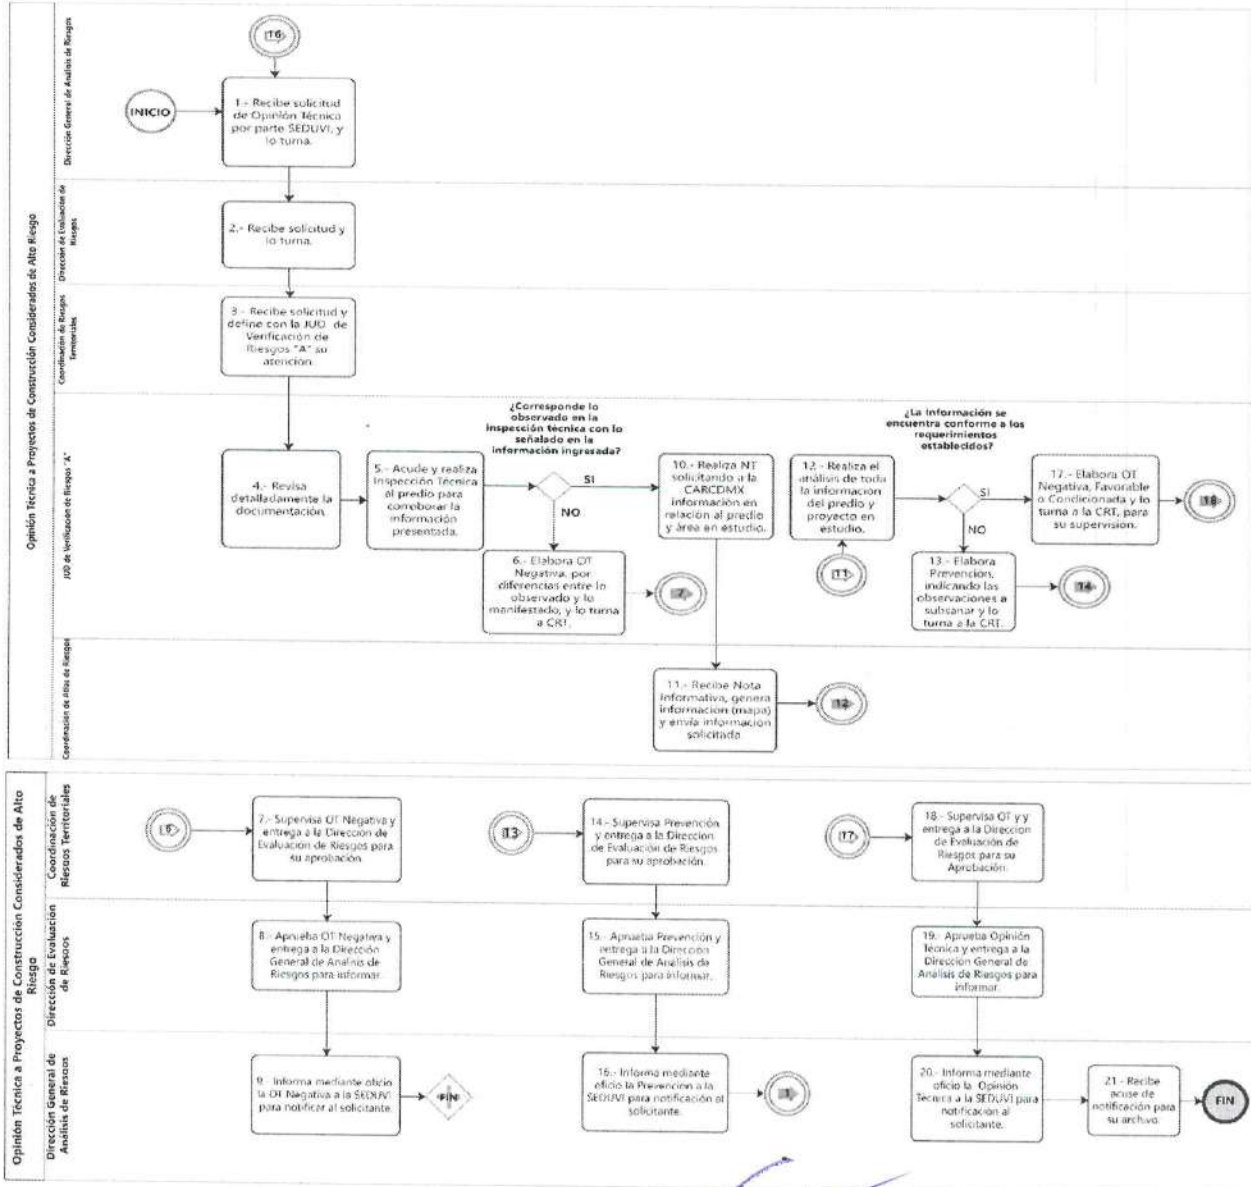 Opinión Técnica a Proyectos de Construcción Considerados de Alto Riesgo
Dirección General de Análisis de Riesgos
16
INICIO
1.- Recibe solicitud
de Opinión Técnica
por parte SEDUVI, y
lo turna.
Dirección de Evaluación de
Riesgos
2.- Recibe solicitud y
lo turna.
Coordinación de Riesgos
Territoriales
3.- Recibe solicitud y
define con la JUD de
Verificación de
Riesgos "A" su
atención.
JUD de Verificación de Riesgos "A"
4.- Revisa
detalladamente la
documentación.
5.- Acude y realiza
Inspección Técnica
al predio para
corroborar la
información
presentada.
¿Corresponde lo
observado en la
inspección técnica con lo
señalado en la
información ingresada?
SI
NO
6.- Elabora OT
Negativa, por
diferencias entre lo
observado y lo
manifestado, y lo turna
a CRT.
7
10.- Realiza NT
solicitando a la
CARCDMX
información en
relación al predio
y área en estudio.
12.- Realiza el
análisis de toda
la información
del predio y
proyecto en
estudio.
11
¿La Información se
encuentra conforme a los
requerimientos
establecidos?
SI
NO
17.- Elabora OT
Negativa, Favorable
o Condicionada y lo
turna a la CRT, para
su supervisión.
18
13.- Elabora
Prevención,
indicando las
observaciones a
subsanar y lo
turna a la CRT.
14
Coordinación de Atlas de Riesgos
11.- Recibe Nota
Informativa, genera
información (mapa)
y envía información
solicitada
12
Opinión Técnica a Proyectos de Construcción Considerados de Alto
Riesgo
Coordinación de
Riesgos Territoriales
6
7.- Supervisa OT Negativa y
entrega a la Dirección de
Evaluación de Riesgos para
su aprobación
13
14.- Supervisa Prevención
y entrega a la Dirección
de Evaluación de Riesgos
para su aprobación.
17
18.- Supervisa OT y y
entrega a la Dirección
de Evaluación de
Riesgos para su
Aprobación.
Dirección de Evaluación
de Riesgos
8.- Aprueba OT Negativa y
entrega a la Dirección
General de Análisis de
Riesgos para informar.
15.- Aprueba Prevención y
entrega a la Dirección
General de Análisis de
Riesgos para informar.
19.- Aprueba Opinión
Técnica y entrega a la
Dirección General de
Análisis de Riesgos para
informar.
Dirección General de
Análisis de Riesgos
9.- Informa mediante oficio
la OT Negativa a la SEDUVI
para notificar al solicitante.
FIN
16.- Informa mediante
oficio la Prevención a la
SEDUVI para notificación al
solicitante.
1
20.- Informa mediante
oficio la Opinión
Técnica a la SEDUVI para
notificación al
solicitante.
21.- Recibe
acuse de
notificación para
su archivo.
FIN